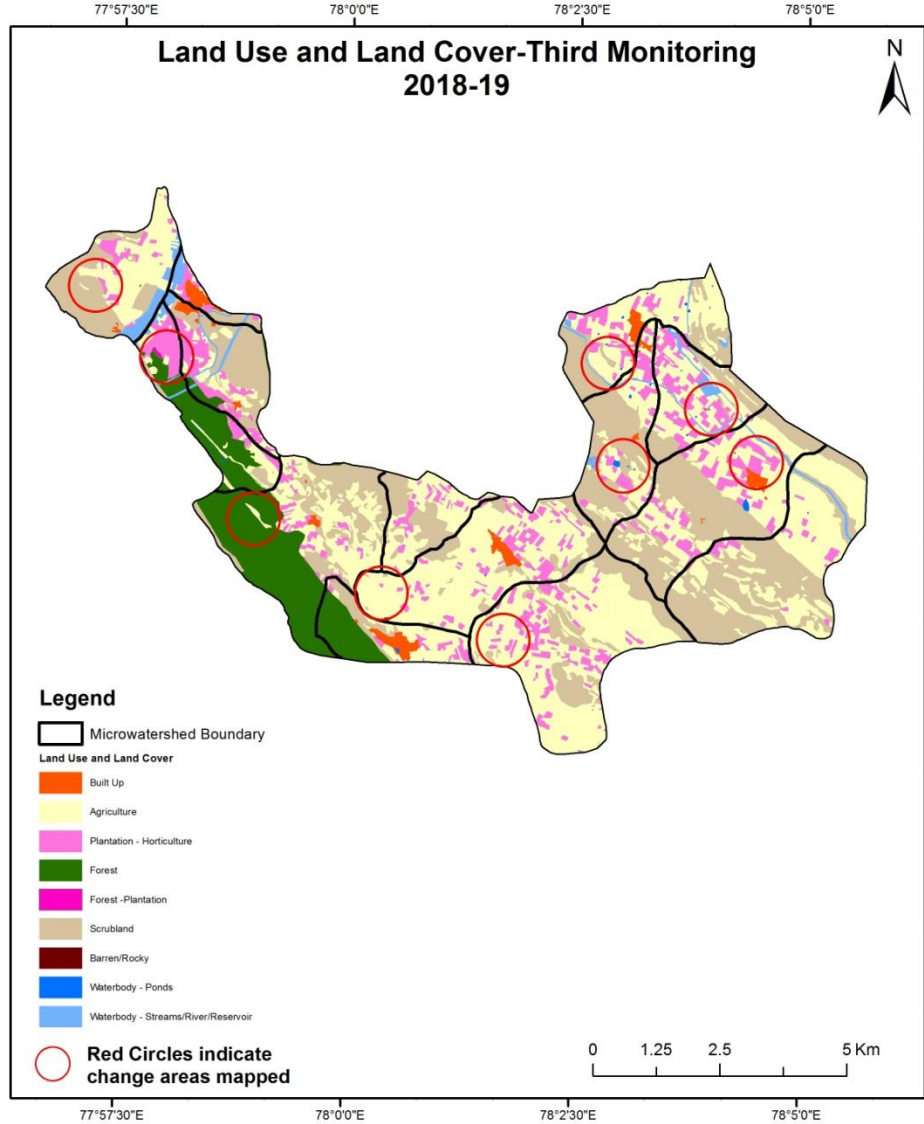 77°57'30"E 78°0'0"E 78°2'30"E 78°5'0"E
Land Use and Land Cover-Third Monitoring
2018-19
N
Legend
Microwatershed Boundary
Land Use and Land Cover
Built Up
Agriculture
Plantation - Horticulture
Forest
Forest -Plantation
Scrubland
Barren/Rocky
Waterbody - Ponds
Waterbody - Streams/River/Reservoir
Red Circles indicate
change areas mapped
0 1.25 2.5 5 Km
77°57'30"E 78°0'0"E 78°2'30"E 78°5'0"E